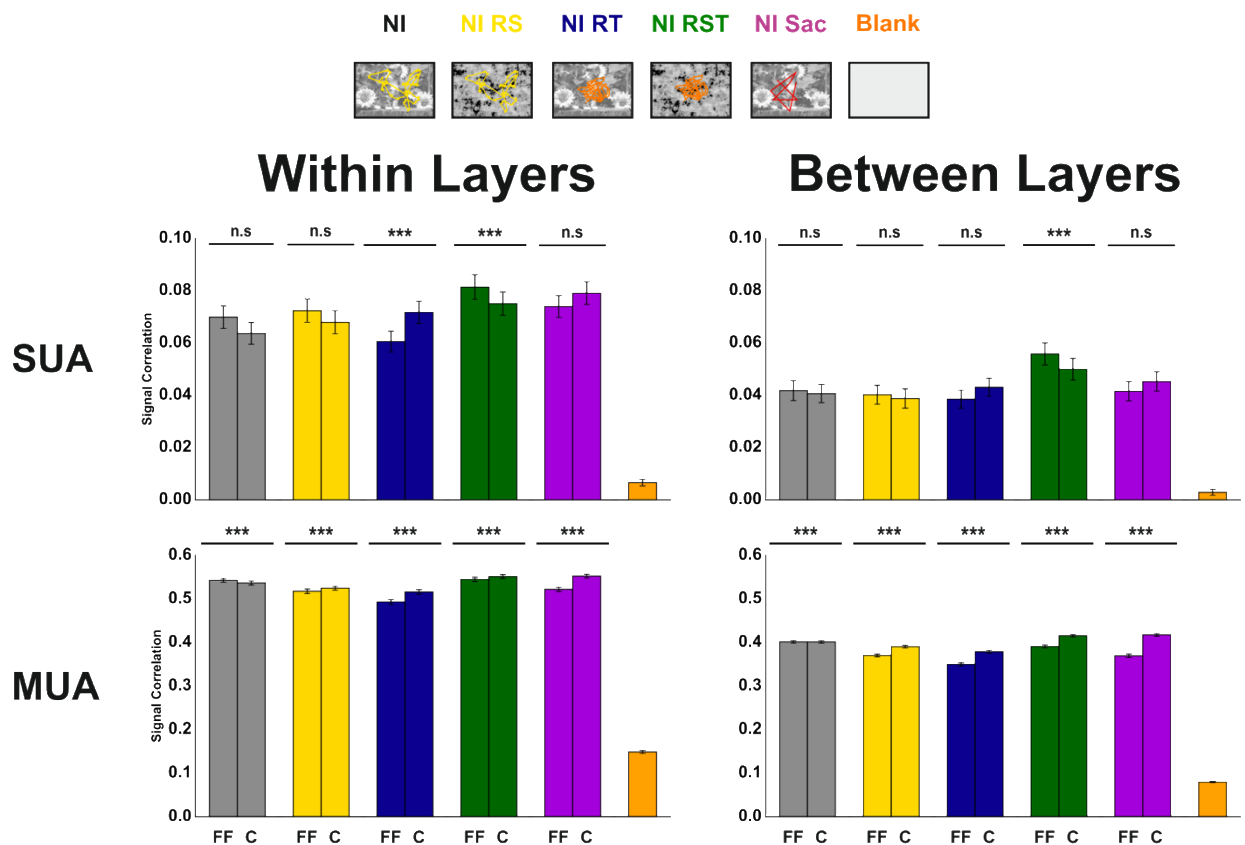 NI NI RS NI RT NI RST NI Sac Blank
Within Layers Between Layers
SUA
Signal Correlation
n.s n.s *** *** n.s
0.10
0.08
0.06
0.04
0.02
0.00
n.s n.s n.s *** n.s
0.10
0.08
0.06
0.04
0.02
0.00
MUA
Signal Correlation
*** *** *** *** ***
0.6
0.5
0.4
0.3
0.2
0.1
0.0
FF C FF C FF C FF C FF C
*** *** *** *** ***
0.6
0.5
0.4
0.3
0.2
0.1
0.0
FF C FF C FF C FF C FF C